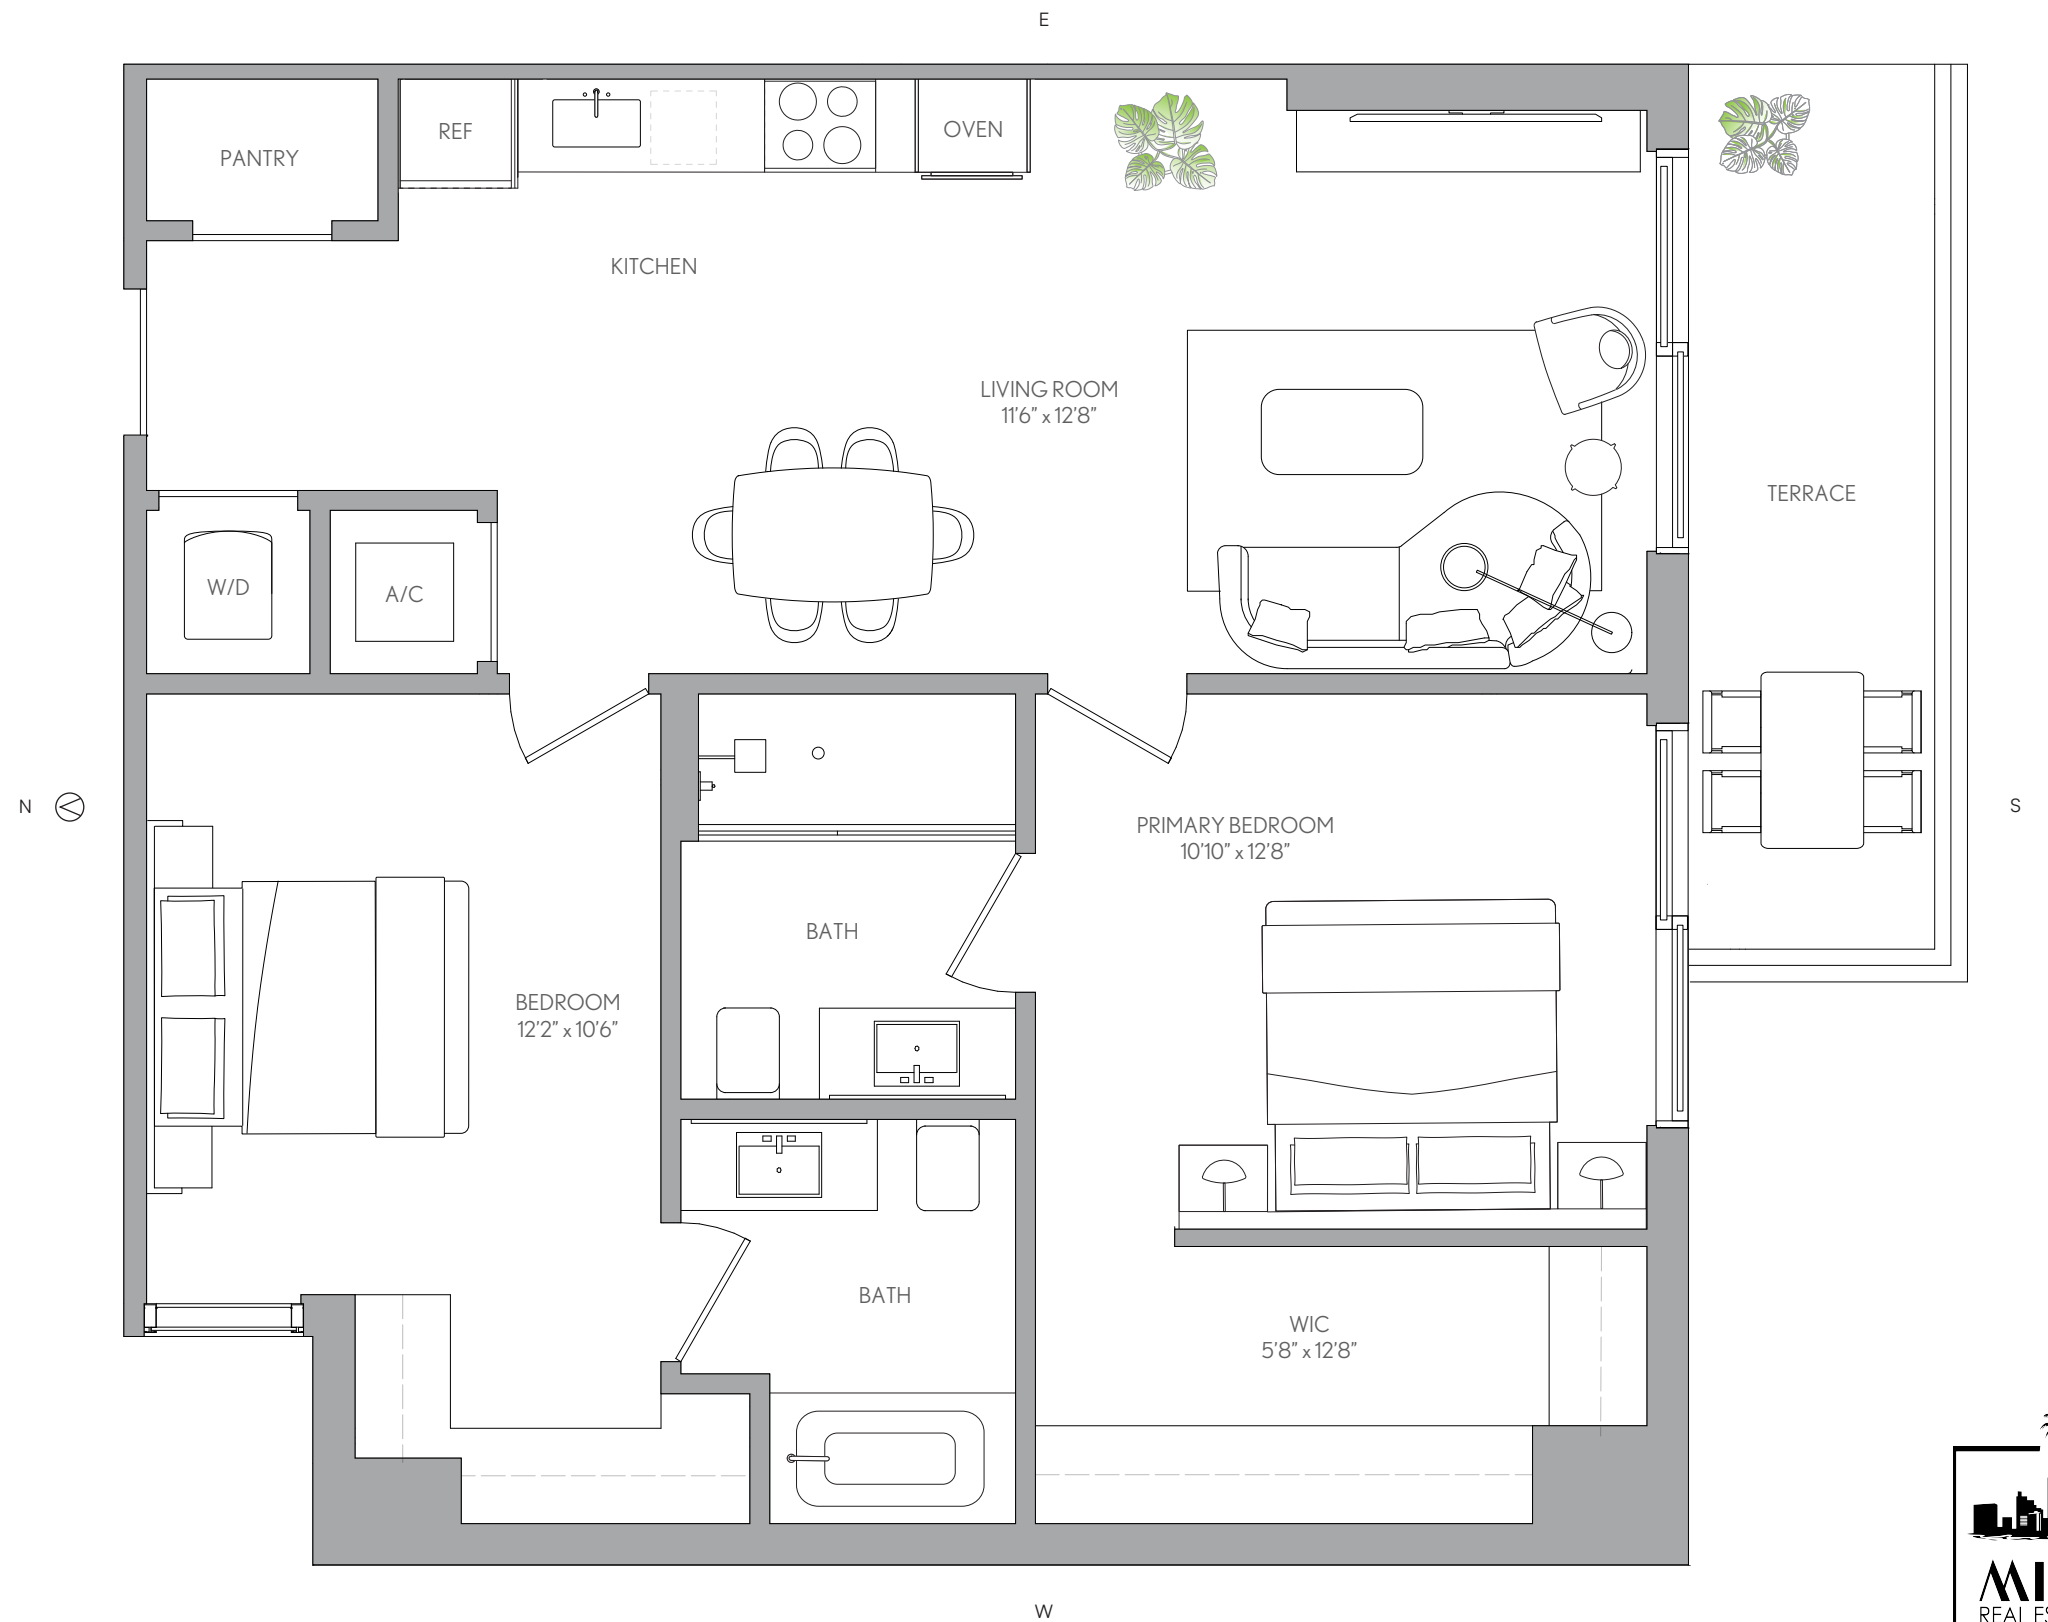 E
PANTRY
REF
OVEN
KITCHEN
LIVING ROOM
11'6" x 12'8"
TERRACE
W/D
A/C
N
S
PRIMARY BEDROOM
10'10" x 12'8"
BATH
BEDROOM
12'2" x 10'6"
BATH
WIC
5'8" x 12'8"
W